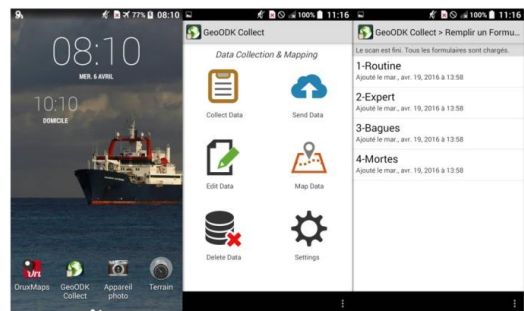 77% 08:10
08:10
MER. 6 AVRIL
10:10
DOMICILE
OruxMaps
GeoODK Collect
Appareil photo
Terrain
100% 11:16
GeoODK Collect
Data Collection & Mapping
Collect Data
Send Data
Edit Data
Map Data
Delete Data
Settings
100% 11:16
GeoODK Collect > Remplir un Formu...
Le scan est fini. Tous les formulaires sont chargés.
1-Routine
Ajouté le mar., avr. 19, 2016 à 13:58
2-Expert
Ajouté le mar., avr. 19, 2016 à 13:58
3-Bagues
Ajouté le mar., avr. 19, 2016 à 13:58
4-Mortes
Ajouté le mar., avr. 19, 2016 à 13:58